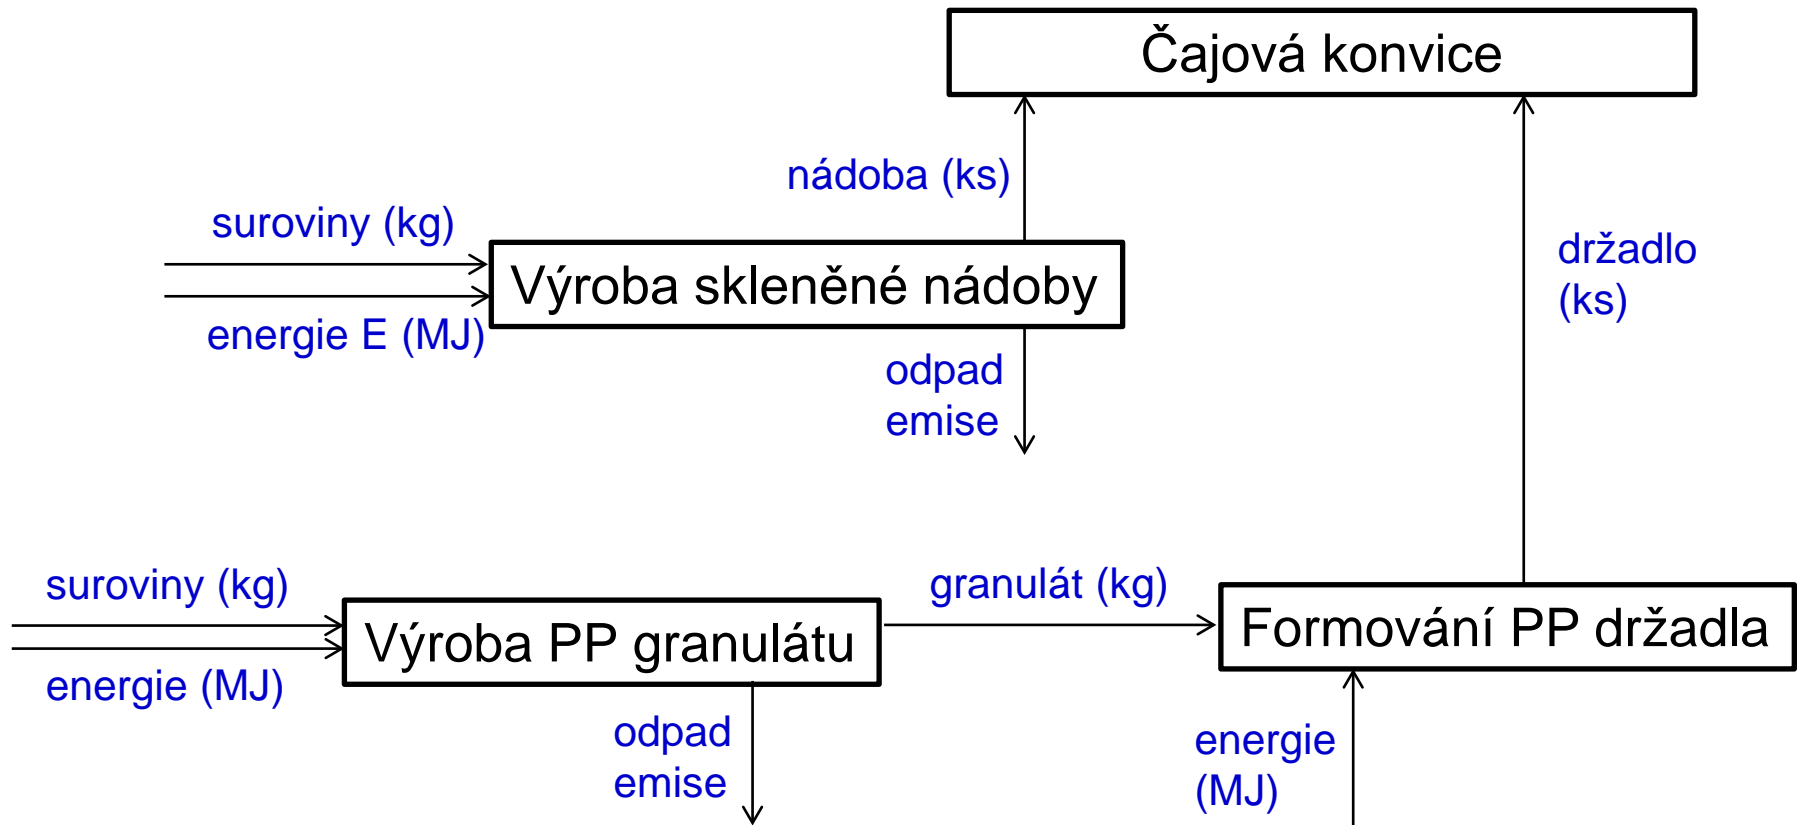 Čajová konvice
nádoba (ks)
suroviny (kg)
držadlo
(ks)
Výroba skleněné nádoby
energie E (MJ)
odpad
emise
suroviny (kg)
granulát (kg)
Výroba PP granulátu
Formování PP držadla
energie (MJ)
odpad
emise
energie
(MJ)